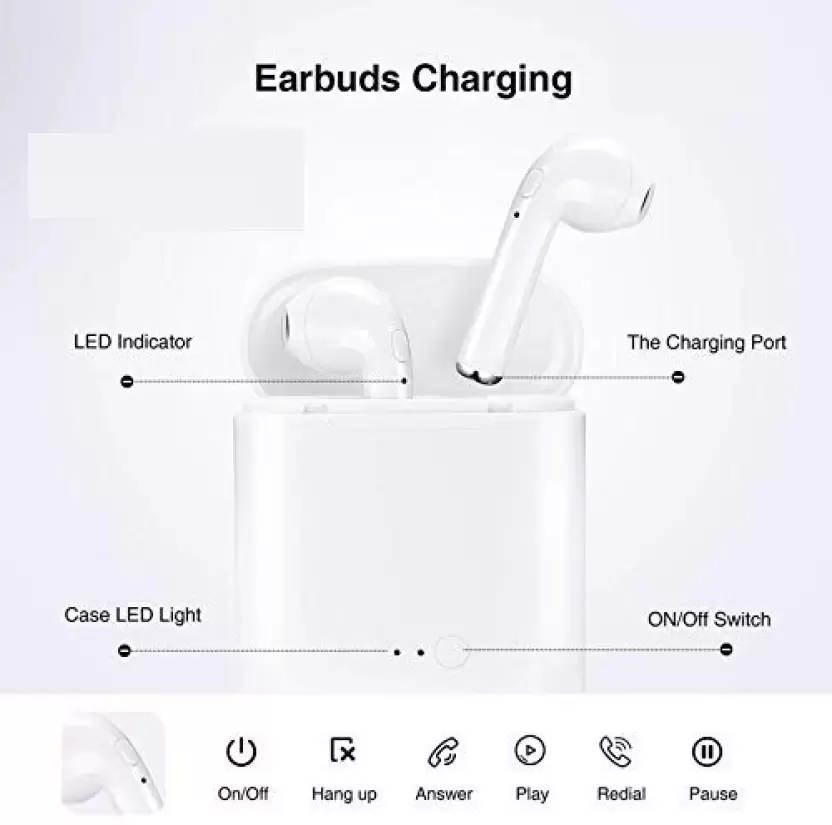 Earbuds Charging
LED Indicator
The Charging Port
Case LED Light
ON/Off Switch
On/Off
Hang up
Answer
Play
Redial
Pause